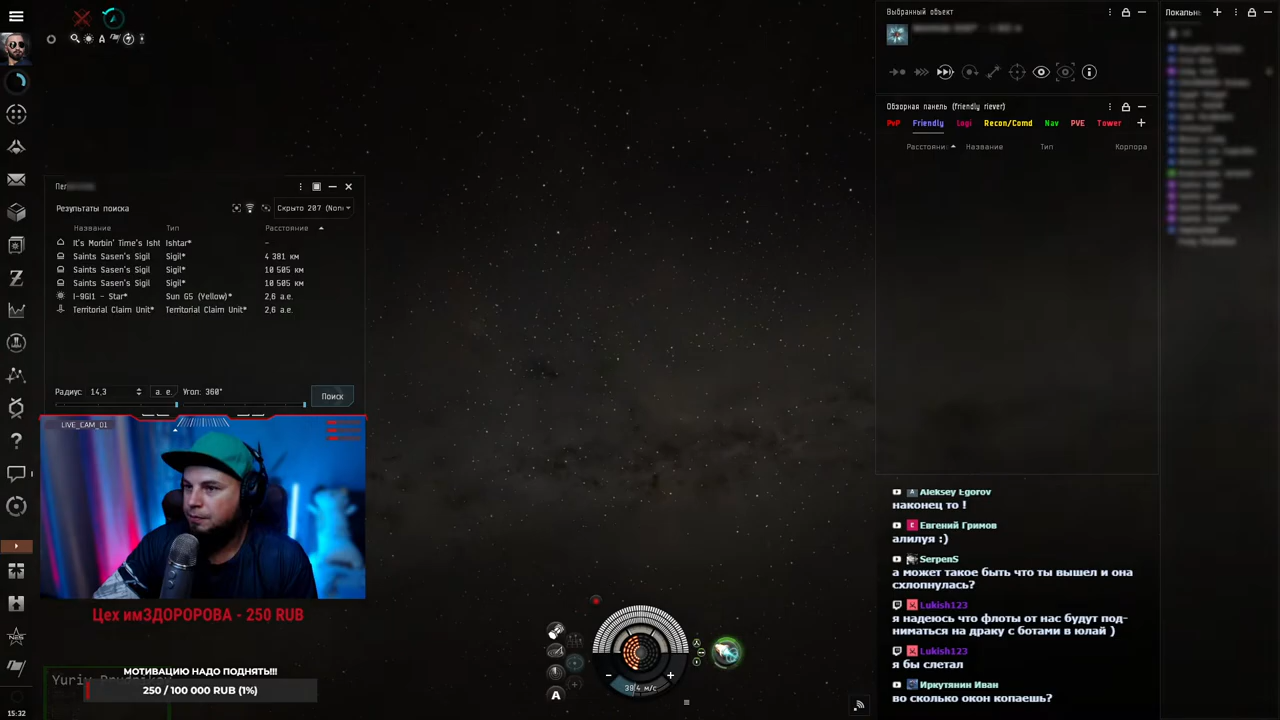 Выбранный объект
Обзорная панель (friendly riever)
PvP Friendly Logi Recon/Comd Nav PVE Tower
Расстояни Название Тип Корпора
Локальн
Результаты поиска
Скрыто 207 (Non
Название Тип Расстояние
It's Morbin' Time's Isht Ishtar* –
Saints Sasen's Sigil Sigil* 4 381 км
Saints Sasen's Sigil Sigil* 10 505 км
Saints Sasen's Sigil Sigil* 10 505 км
I-9GI1 - Star* Sun G5 (Yellow)* 2,6 а.е.
Territorial Claim Unit* Territorial Claim Unit* 2,6 а.е.
Радиус: 14,3 а. е. Угол: 360°
Поиск
LIVE_CAM_01
Цех имЗДОРОРОВА - 250 RUB
МОТИВАЦИЮ НАДО ПОДНЯТЬ!!!
250 / 100 000 RUB (1%)
15:32
A
Aleksey Egorov
наконец то !
Евгений Гримов
алилуя :)
SerpenS
а может такое быть что ты вышел и она
схлопнулась?
Lukish123
я надеюсь что флоты от нас будут под-
ниматься на драку с ботами в юлай )
Lukish123
я бы слетал
Иркутянин Иван
во сколько окон копаешь?